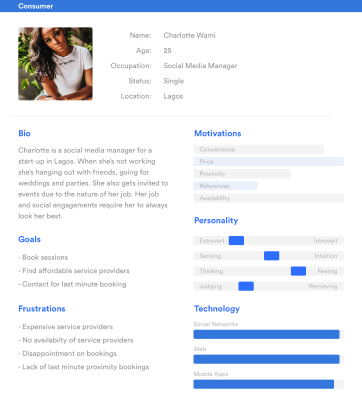 Consumer
Name: Charlotte Wami
Age: 25
Occupation: Social Media Manager
Status: Single
Location: Lagos
Bio
Charlotte is a social media manager for a
start-up in Lagos. When she's not working
she's hanging out with friends, going for
weddings and parties. She also gets invited to
events due to the nature of her job. Her job
and social engagements require her to always
look her best.
Goals
- Book sessions
- Find affordable service providers
- Contact for last minute booking
Frustrations
- Expensive service providers
- No availabilty of service providers
- Disappointment on bookings
- Lack of last minute proximity bookings
Motivations
Convenience
Price
Proximity
References
Availability
Personality
Extrovert Introvert
Sensing Intuition
Thinking Feeling
Judging Perceiving
Technology
Social Networks
Web
Mobile Apps